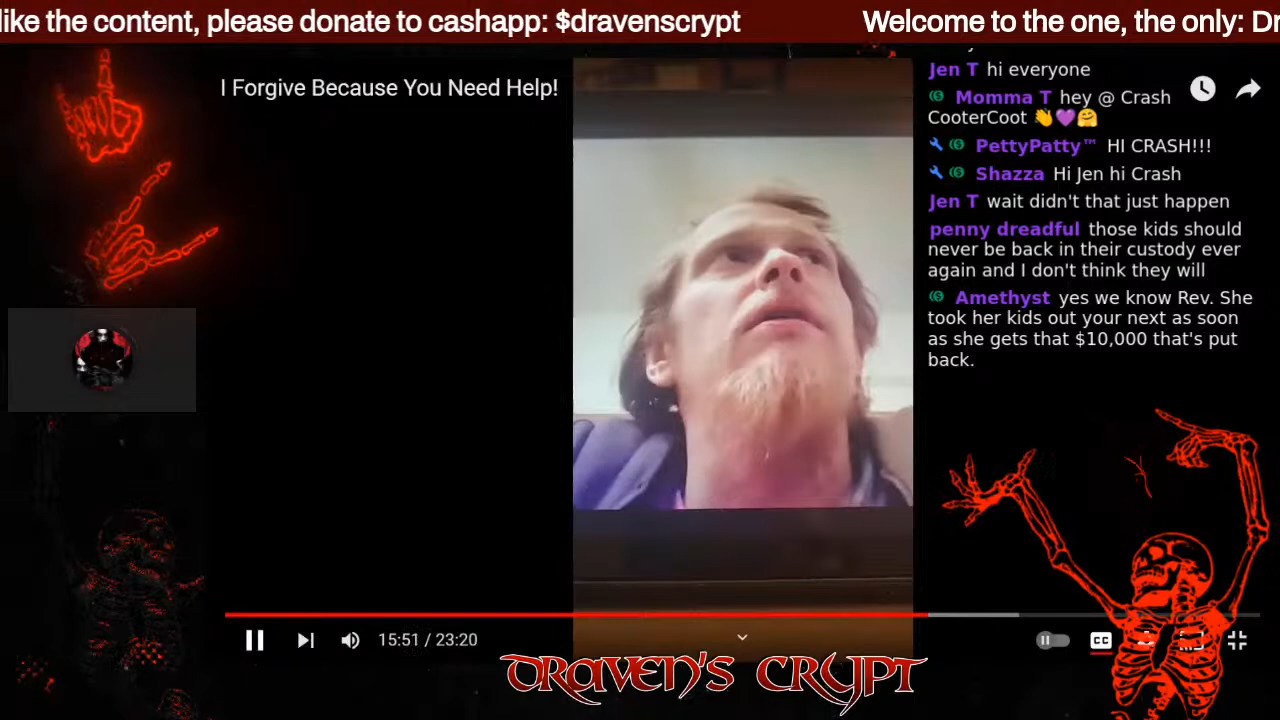 like the content, please donate to cashapp: $dravenscrypt
Welcome to the one, the only:
I Forgive Because You Need Help!
Jen T hi everyone
Momma T hey @ Crash
CooterCoot 👋💜🤗
PettyPatty™ HI CRASH!!!
Shazza Hi Jen hi Crash
Jen T wait didn't that just happen
penny dreadful those kids should
never be back in their custody ever
again and I don't think they will
Amethyst yes we know Rev. She
took her kids out your next as soon
as she gets that $10,000 that's put
back.
15:51 / 23:20
CC
DRAVEN'S CRYPT